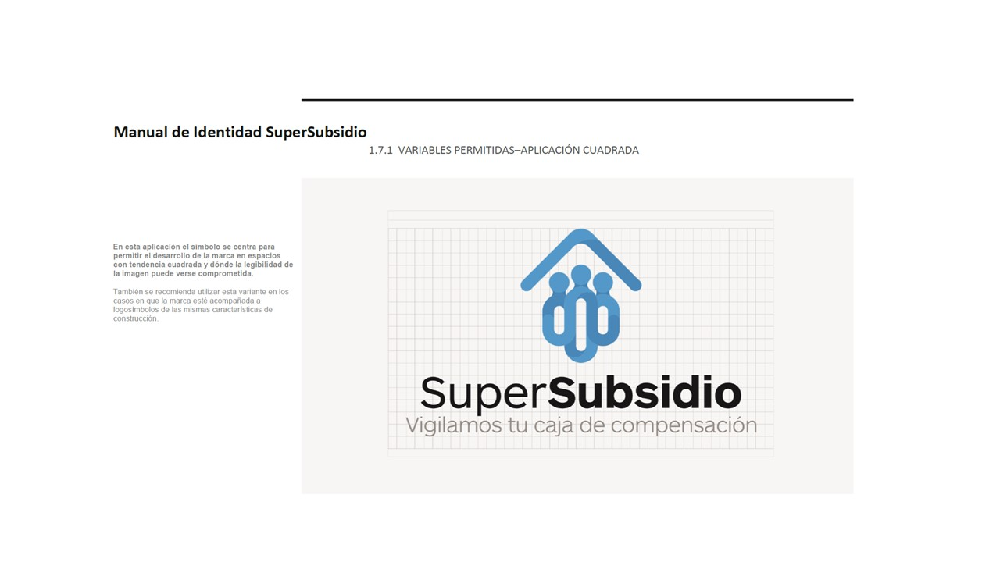 Manual de Identidad SuperSubsidio
1.7.1 VARIABLES PERMITIDAS–APLICACIÓN CUADRADA
En esta aplicación el símbolo se centra para
permitir el desarrollo de la marca en espacios
con tendencia cuadrada y dónde la legibilidad de
la imagen puede verse comprometida.
También se recomienda utilizar esta variante en los
casos en que la marca esté acompañada a
logosímbolos de las mismas características de
construcción.
SuperSubsidio
Vigilamos tu caja de compensación